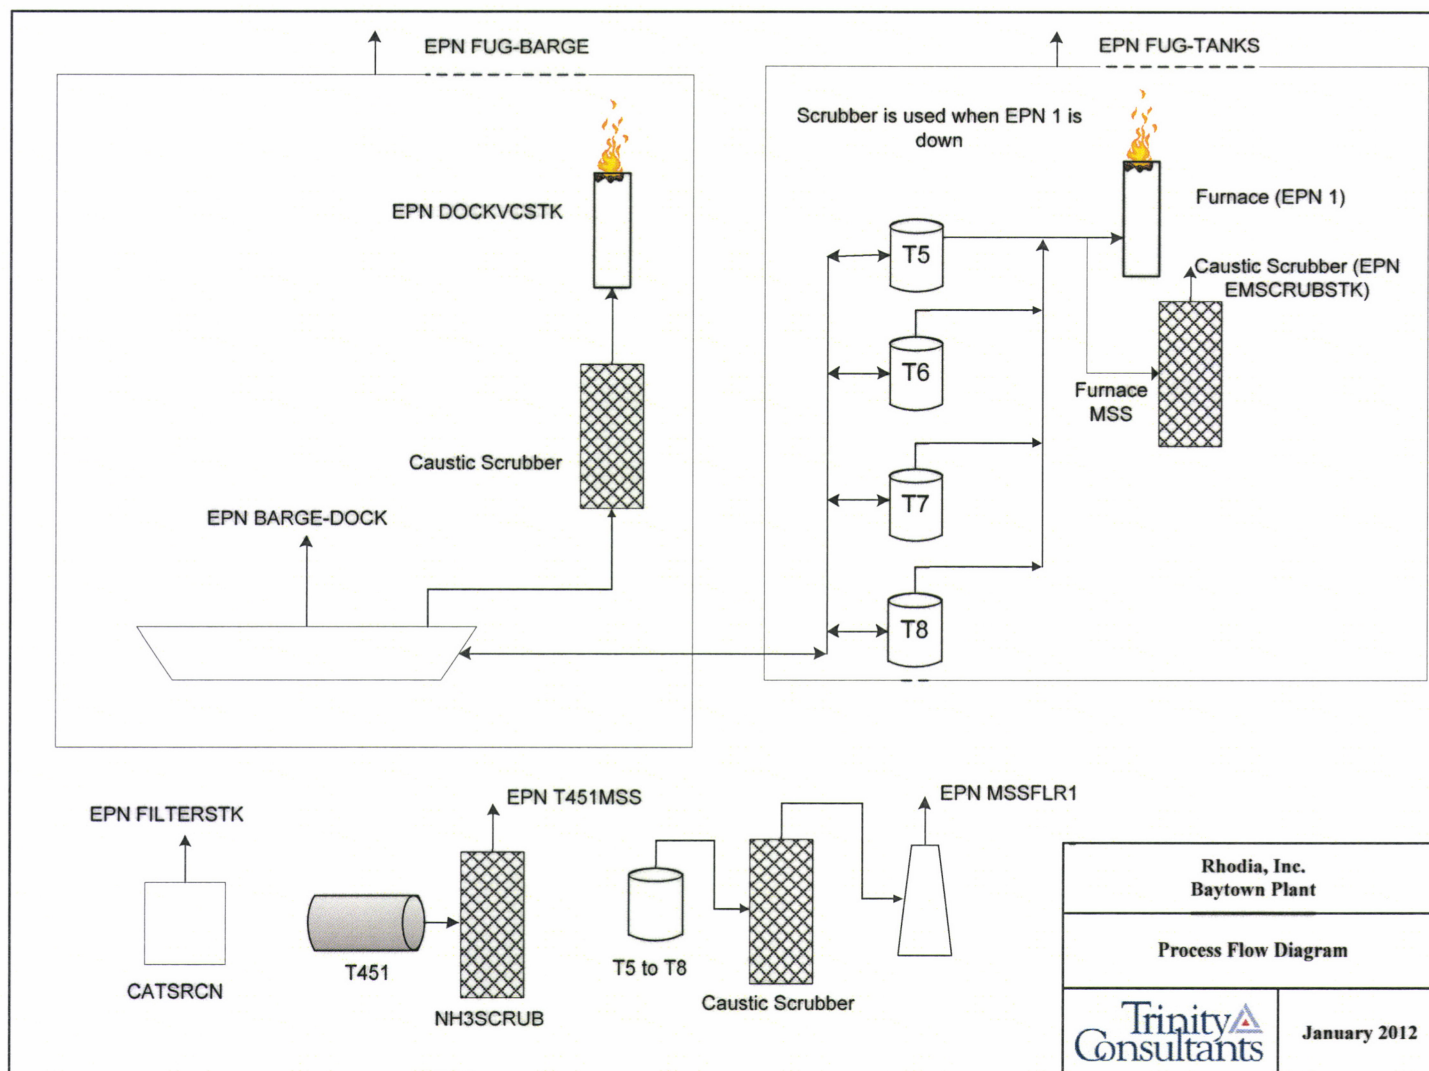 EPN FUG-BARGE
EPN FUG-TANKS
Scrubber is used when EPN 1 is
down
EPN DOCKVCSTK
Furnace (EPN 1)
T5
Caustic Scrubber (EPN
EMSCRUBSTK)
T6
Furnace
MSS
Caustic Scrubber
T7
EPN BARGE-DOCK
T8
EPN FILTERSTK
EPN T451MSS
EPN MSSFLR1
CATSRCN
T451
NH3SCRUB
T5 to T8
Caustic Scrubber
Rhodia, Inc.
Baytown Plant
Process Flow Diagram
Trinity
Consultants
January 2012